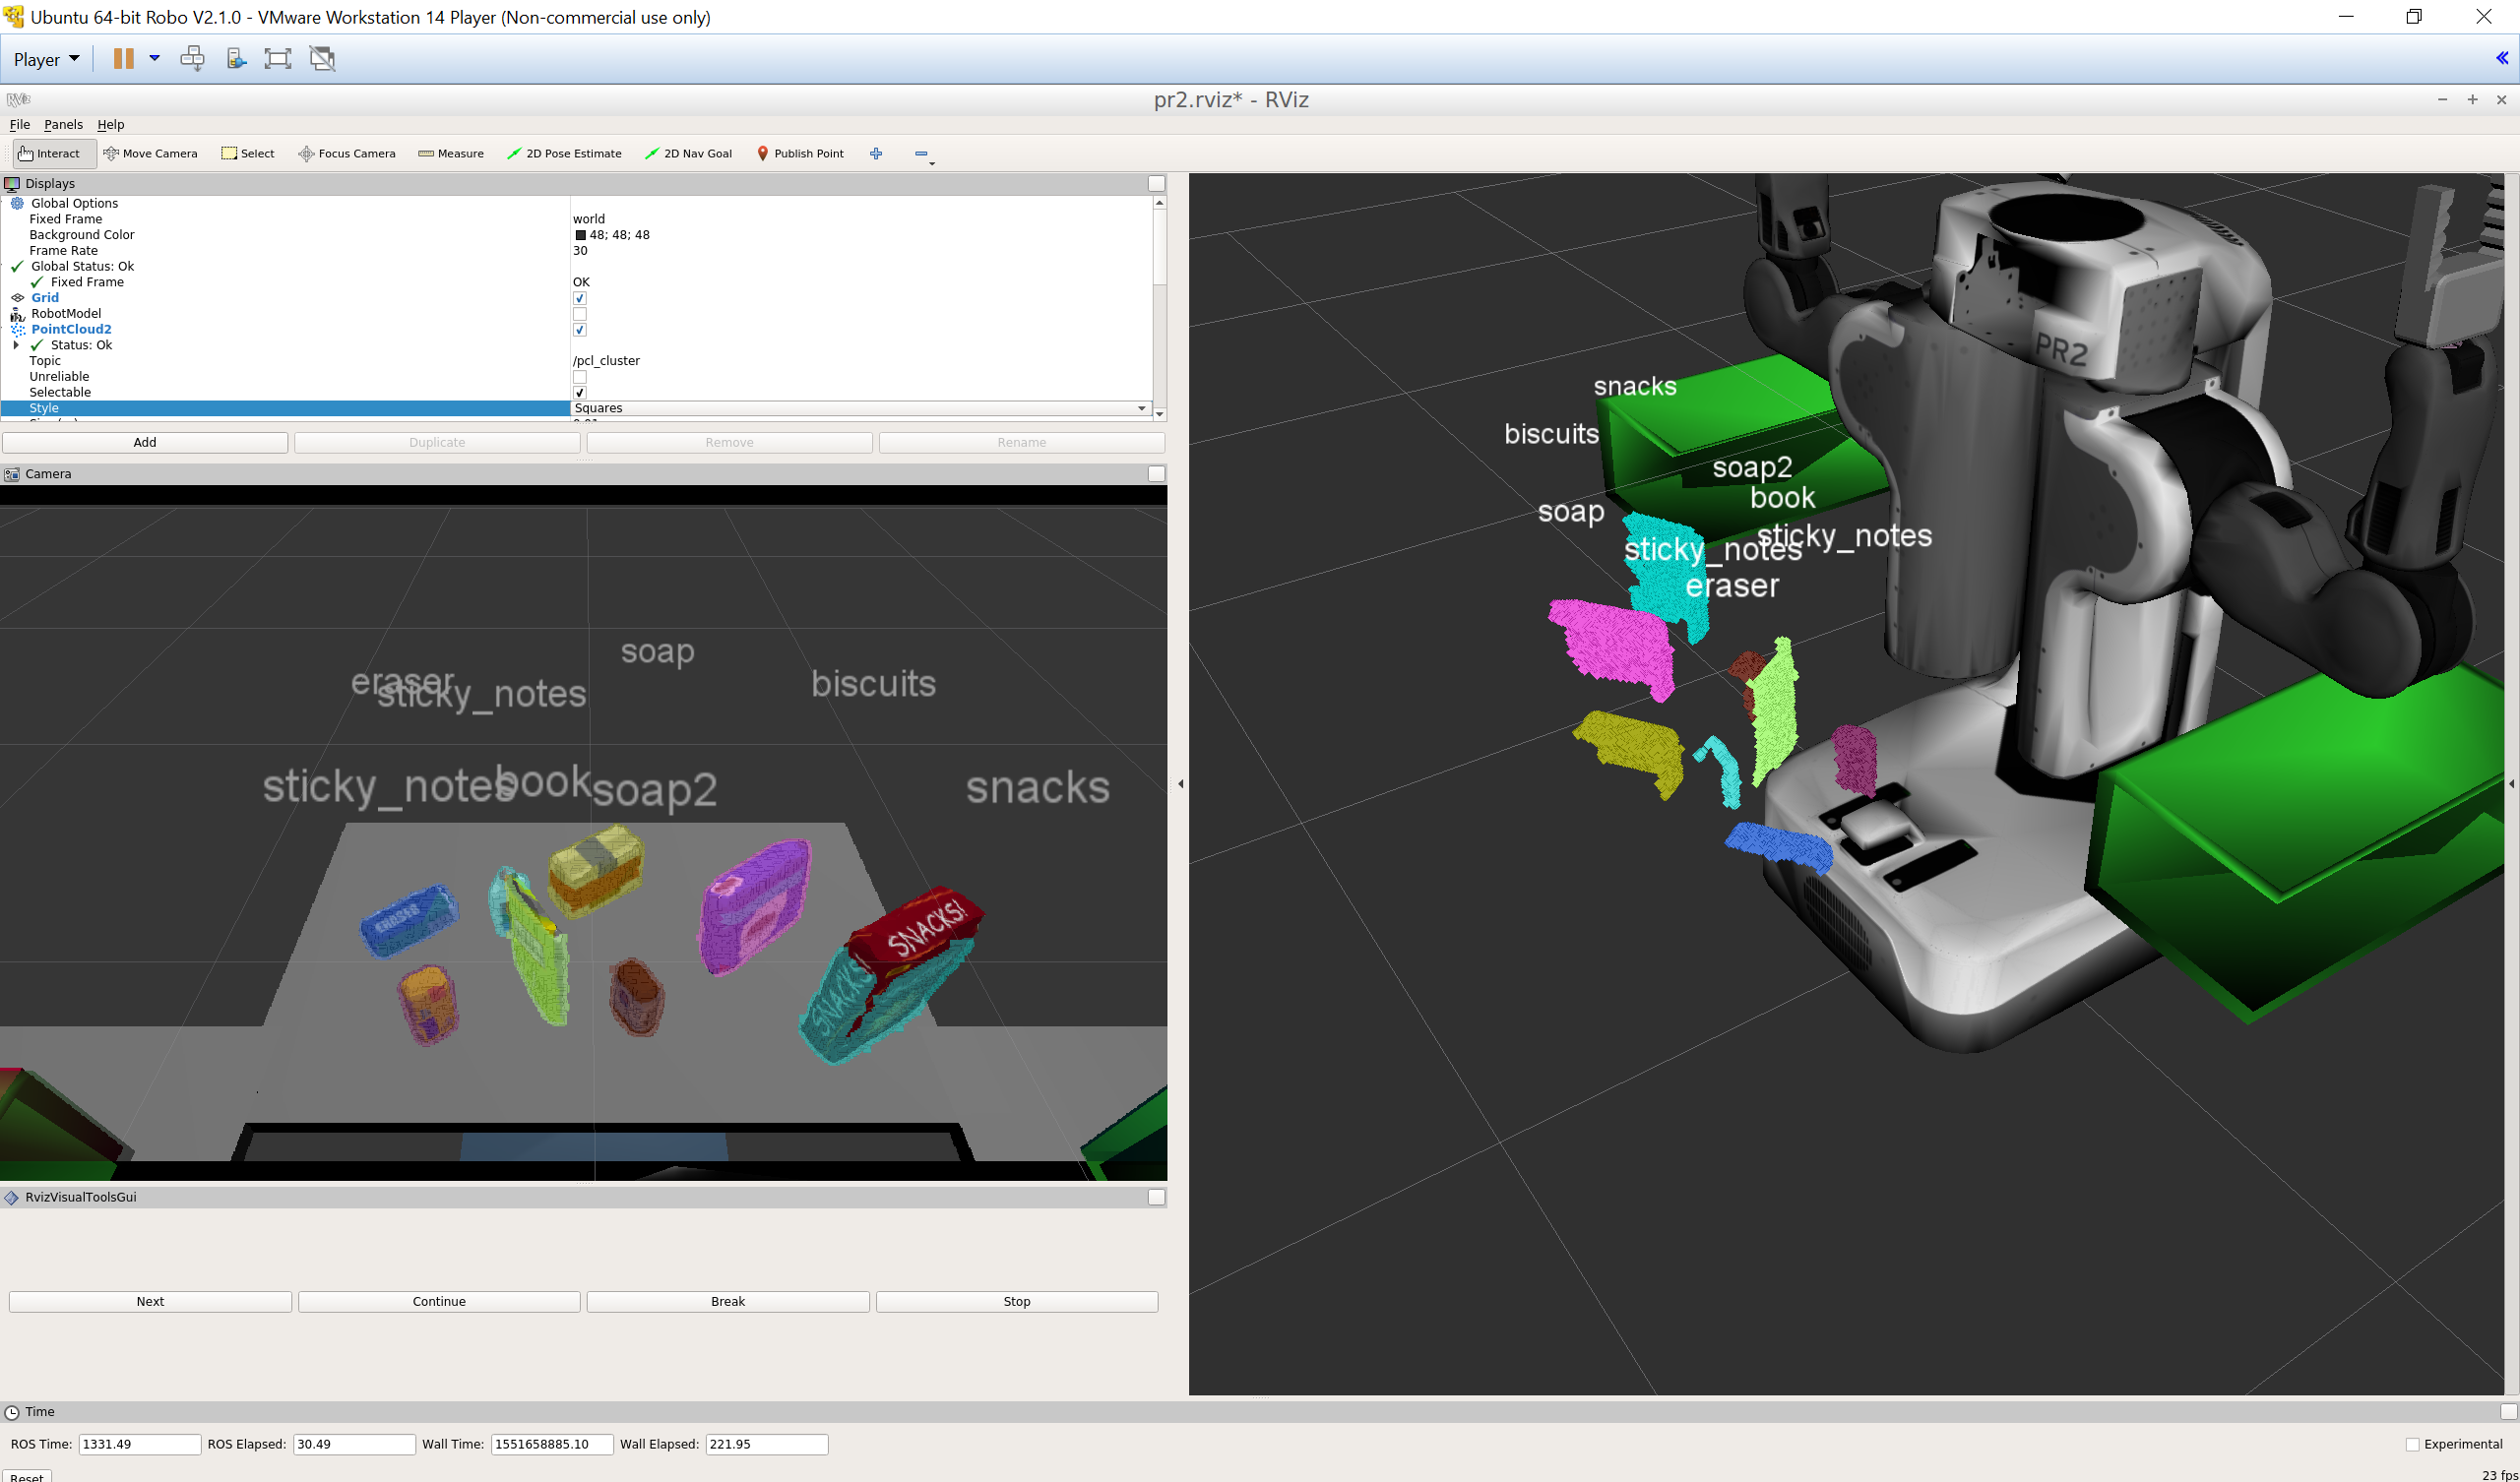 Ubuntu 64-bit Robo V2.1.0 - VMware Workstation 14 Player (Non-commercial use only)
Player
RViz
pr2.rviz* - RViz
File Panels Help
Interact Move Camera Select Focus Camera Measure 2D Pose Estimate 2D Nav Goal Publish Point
Displays
Global Options
Fixed Frame world
Background Color 48; 48; 48
Frame Rate 30
Global Status: Ok
Fixed Frame OK
Grid
RobotModel
PointCloud2
Status: Ok
Topic /pcl_cluster
Unreliable
Selectable
Style Squares
Add Duplicate Remove Rename
Camera
soap
eraser
sticky_notes
biscuits
sticky_notes
book
soap2
snacks
ERASER
SNACKS!
SNACKS!
RvizVisualToolsGui
Next Continue Break Stop
PR2
snacks
biscuits
soap2
book
soap
sticky_notes
sticky_notes
eraser
Time
ROS Time: 1331.49 ROS Elapsed: 30.49 Wall Time: 1551658885.10 Wall Elapsed: 221.95 Experimental
Reset
23 fps